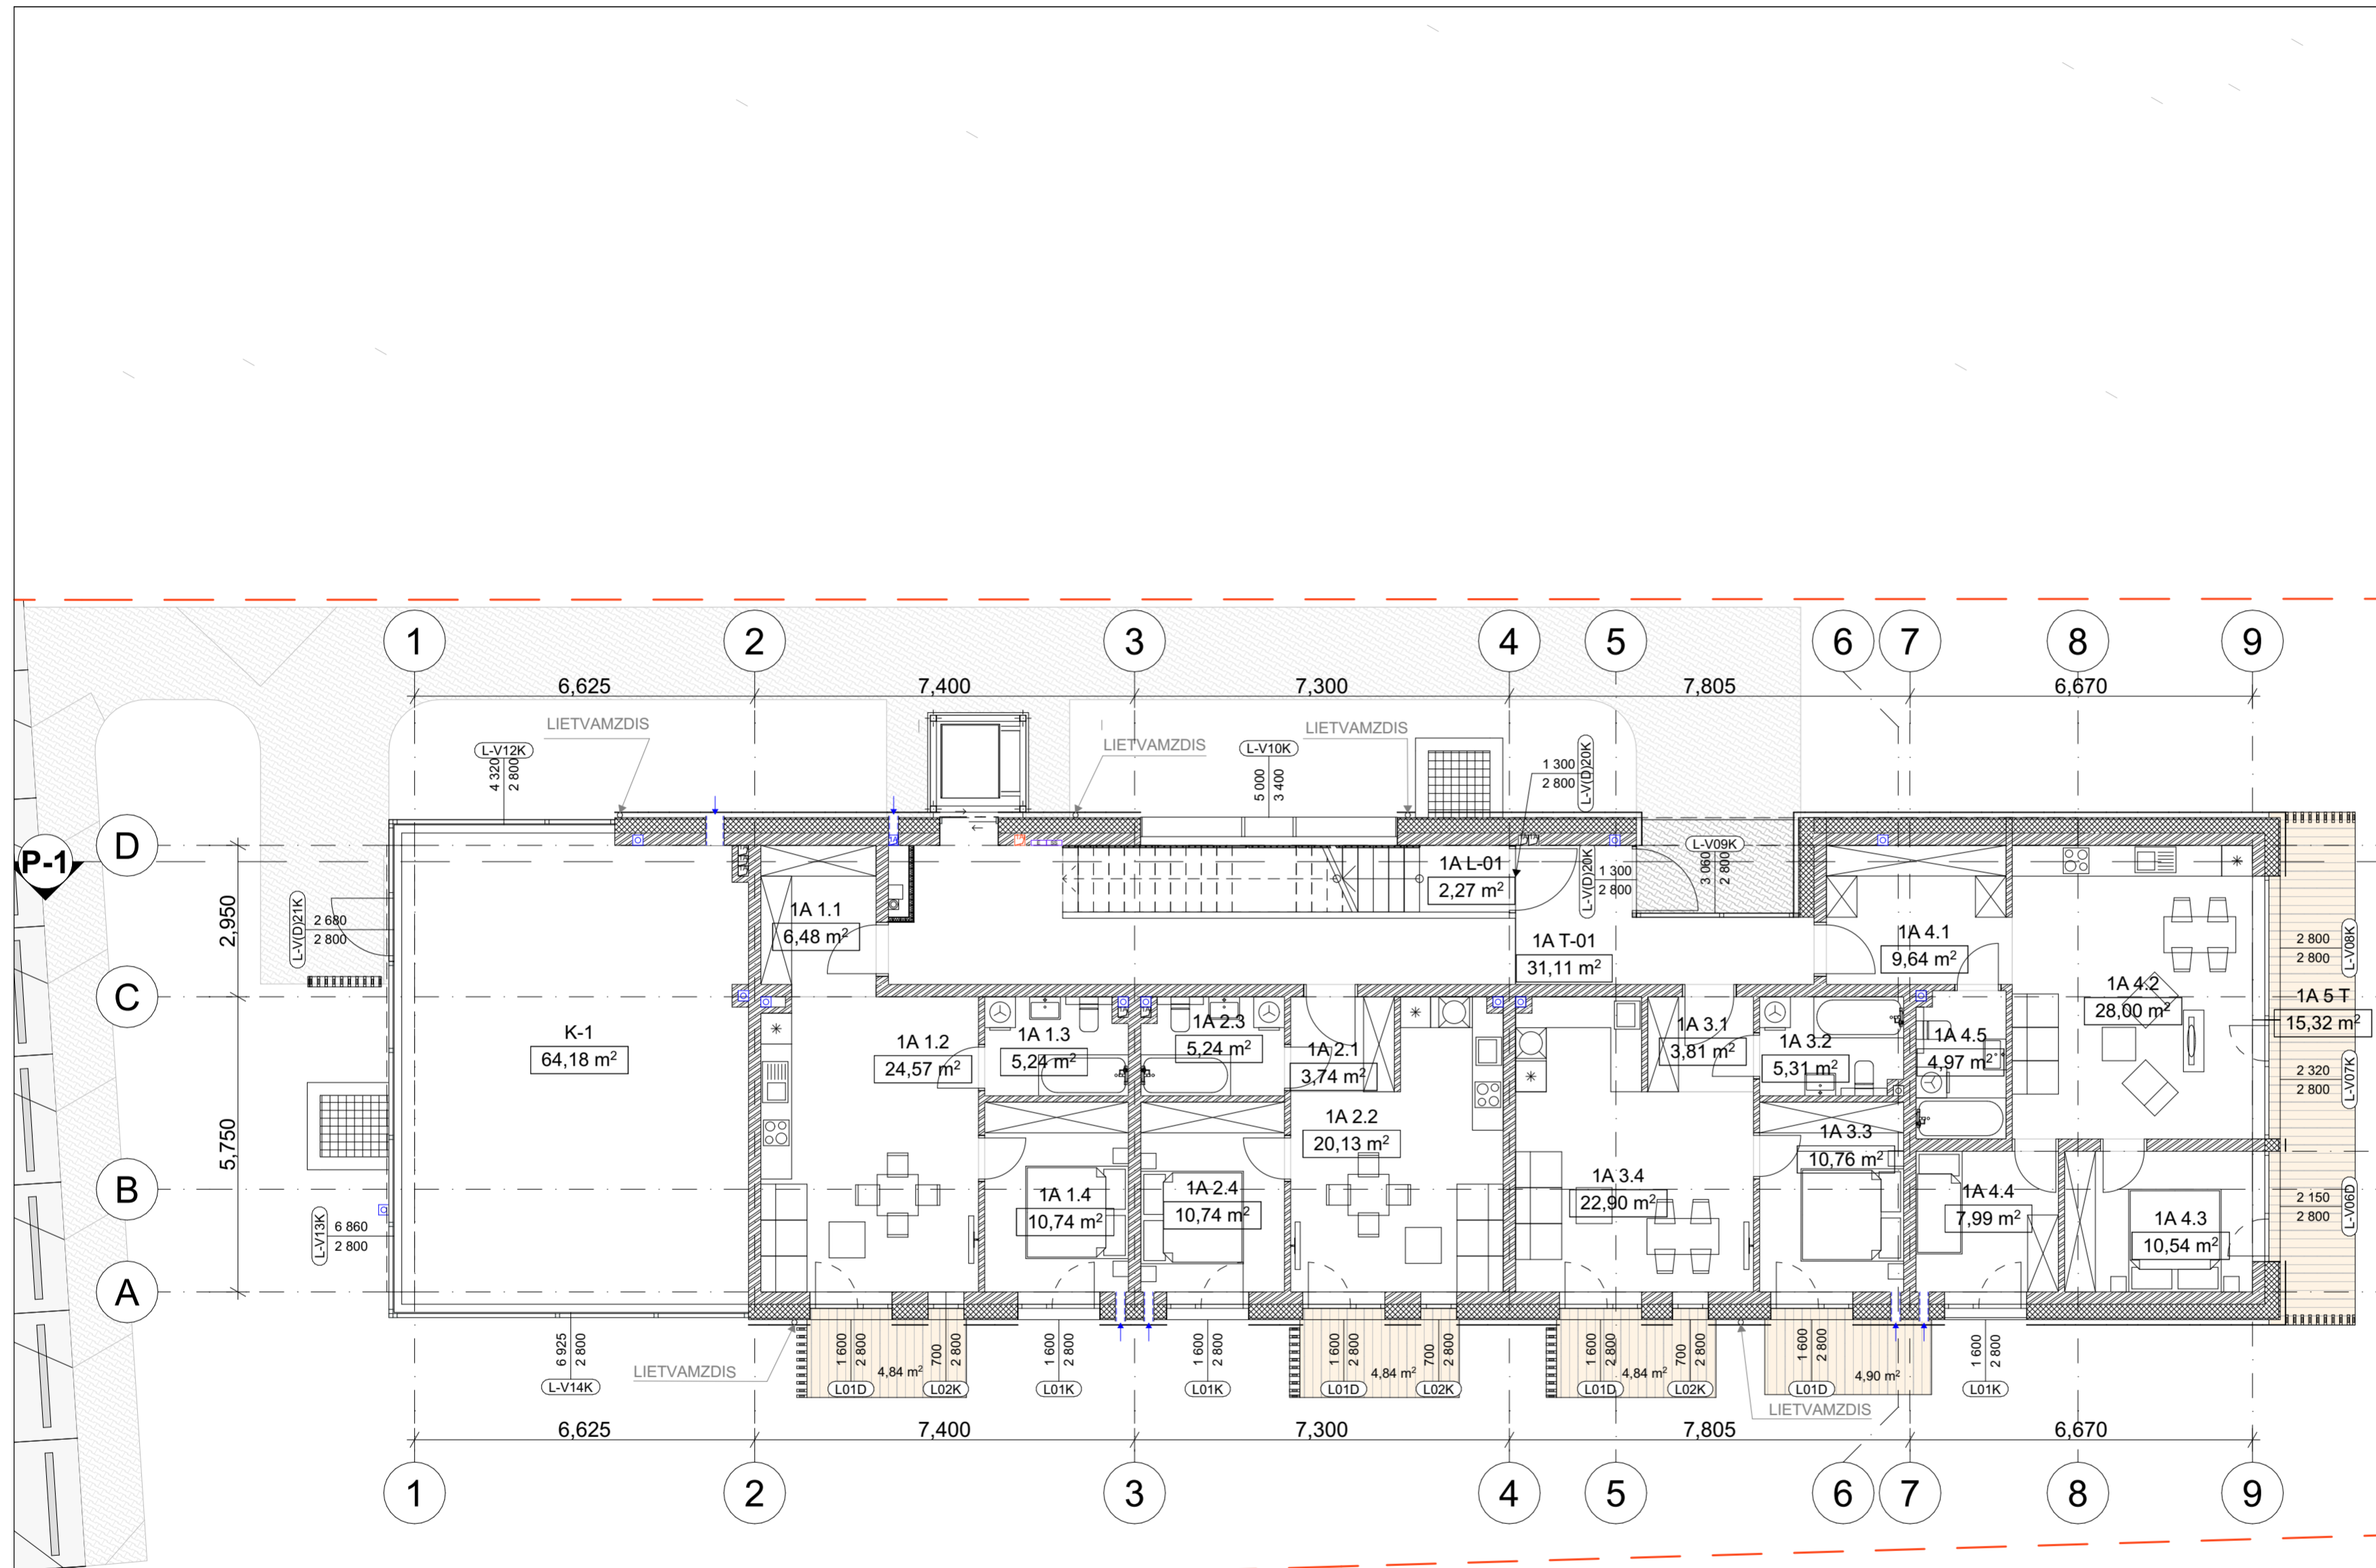 1 2 3 4 5 6 7 8 9
6,625 7,400 7,300 7,805 6,670
LIETVAMZDIS
LIETVAMZDIS
LIETVAMZDIS
L-V12K
4 320
2 800
L-V10K
5 000
3 400
1 300
2 800
L-V(D)20K
D
P-1
L-V09K
3 060
2 800
1A L-01
2,27 m²
L-V(D)20K
1 300
2 800
1A 1.1
6,48 m²
2,950
L-V(D)21K
2 680
2 800
1A T-01
31,11 m²
1A 4.1
9,64 m²
2 800
2 800
L-V08K
C
1A 4.2
28,00 m²
1A 5 T
15,32 m²
K-1
64,18 m²
1A 1.2
24,57 m²
1A 1.3
5,24 m²
1A 2.3
5,24 m²
1A 2.1
3,74 m²
1A 3.1
3,81 m²
1A 3.2
5,31 m²
1A 4.5
4,97 m²
2 320
2 800
L-V07K
5,750
1A 2.2
20,13 m²
1A 3.3
10,76 m²
B
1A 1.4
10,74 m²
1A 2.4
10,74 m²
1A 3.4
22,90 m²
1A 4.4
7,99 m²
1A 4.3
10,54 m²
2 150
2 800
L-V06D
L-V13K
6 860
2 800
A
6 925
2 800
L-V14K
LIETVAMZDIS
1 600
2 800
L01D
4,84 m²
700
2 800
L02K
1 600
2 800
L01K
1 600
2 800
L01K
1 600
2 800
L01D
4,84 m²
700
2 800
L02K
1 600
2 800
L01D
4,84 m²
700
2 800
L02K
1 600
2 800
L01D
4,90 m²
LIETVAMZDIS
1 600
2 800
L01K
6,625 7,400 7,300 7,805 6,670
1 2 3 4 5 6 7 8 9